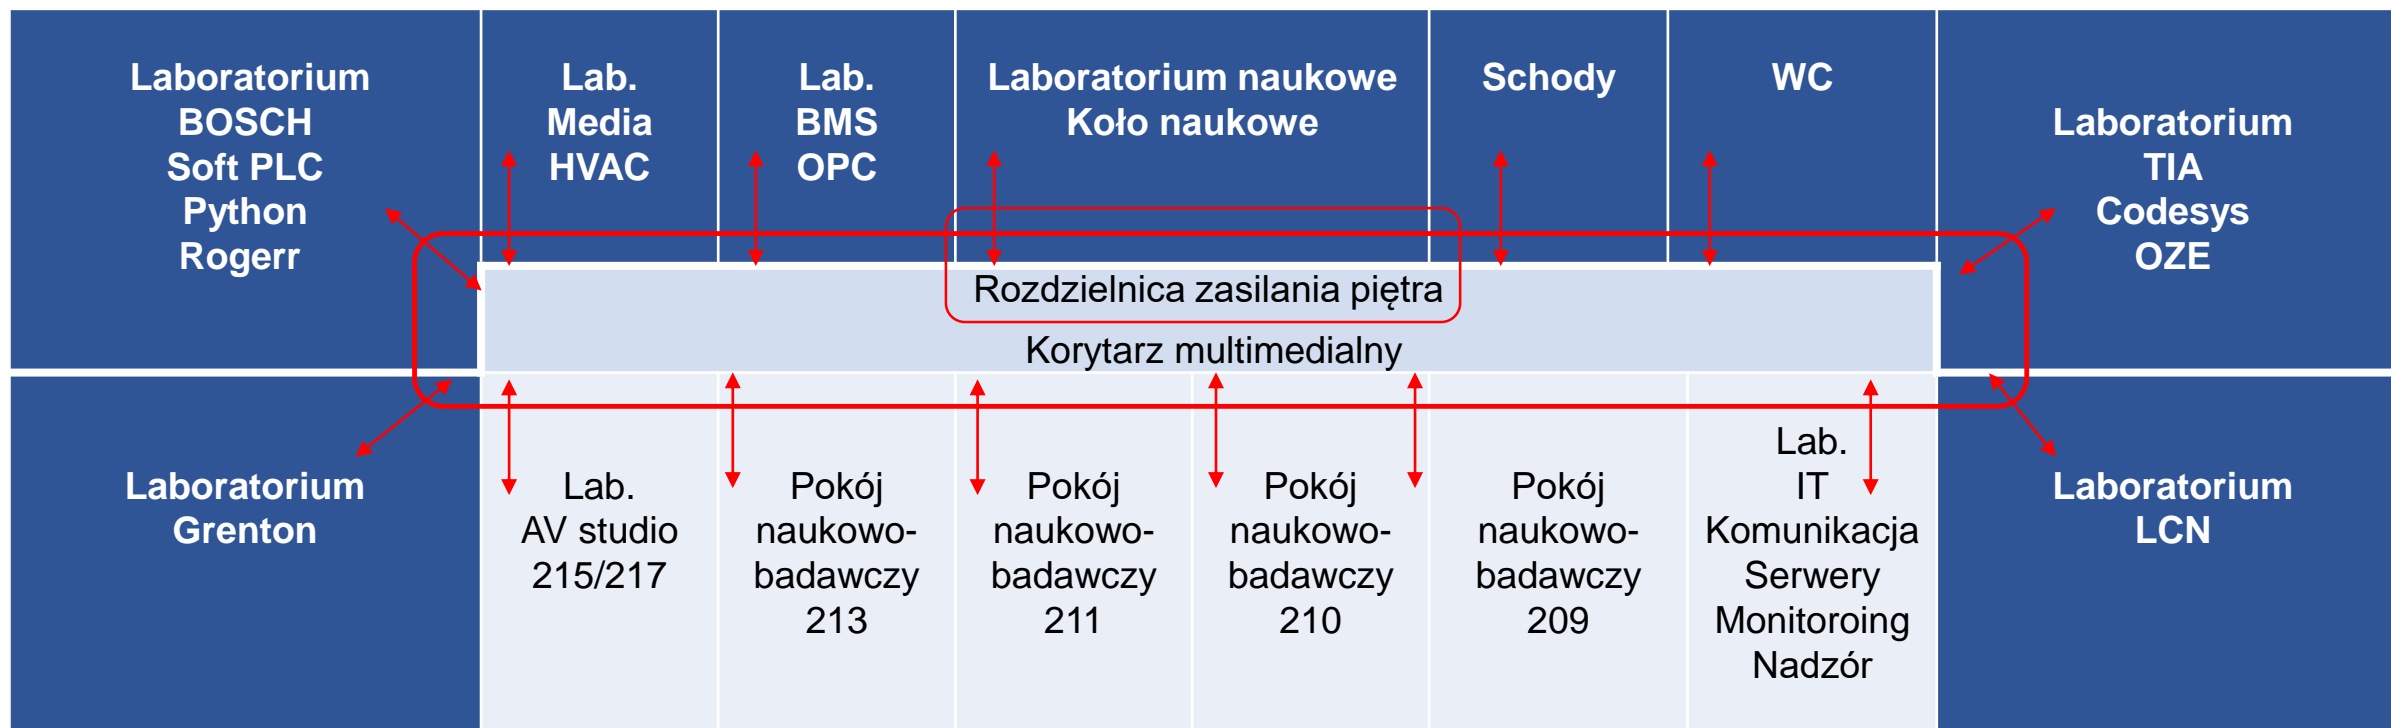 Laboratorium
BOSCH
Soft PLC
Python
Rogerr
Lab.
Media
HVAC
Lab.
BMS
OPC
Laboratorium naukowe
Koło naukowe
Schody
WC
Laboratorium
TIA
Codesys
OZE
Rozdzielnica zasilania piętra
Korytarz multimedialny
Laboratorium
Grenton
Lab.
AV studio
215/217
Pokój
naukowo-
badawczy
213
Pokój
naukowo-
badawczy
211
Pokój
naukowo-
badawczy
210
Pokój
naukowo-
badawczy
209
Lab.
IT
Komunikacja
Serwery
Monitoroing
Nadzór
Laboratorium
LCN